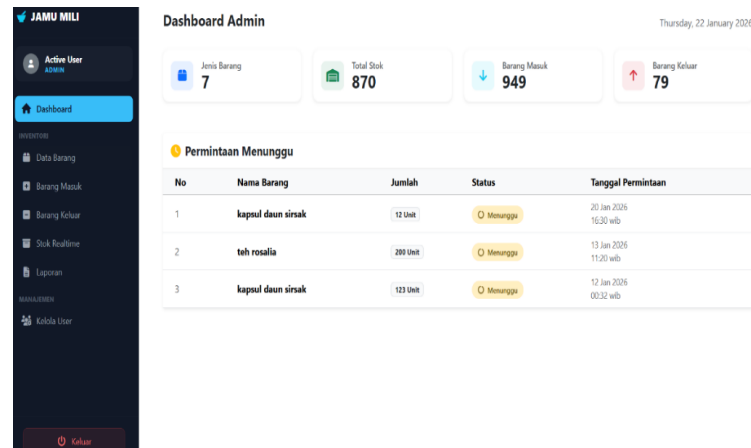 JAMU MILI
Active User
ADMIN
Dashboard
INVENTORI
Data Barang
Barang Masuk
Barang Keluar
Stok Realtime
Laporan
MANAJEMEN
Kelola User
Keluar
Dashboard Admin
Thursday, 22 January 2026
Jenis Barang
7
Total Stok
870
Barang Masuk
949
Barang Keluar
79
Permintaan Menunggu
No Nama Barang Jumlah Status Tanggal Permintaan
1 kapsul daun sirsak 12 Unit Menunggu 20 Jan 2026
16:30 wib
2 teh rosalia 200 Unit Menunggu 13 Jan 2026
11:20 wib
3 kapsul daun sirsak 123 Unit Menunggu 12 Jan 2026
00:32 wib